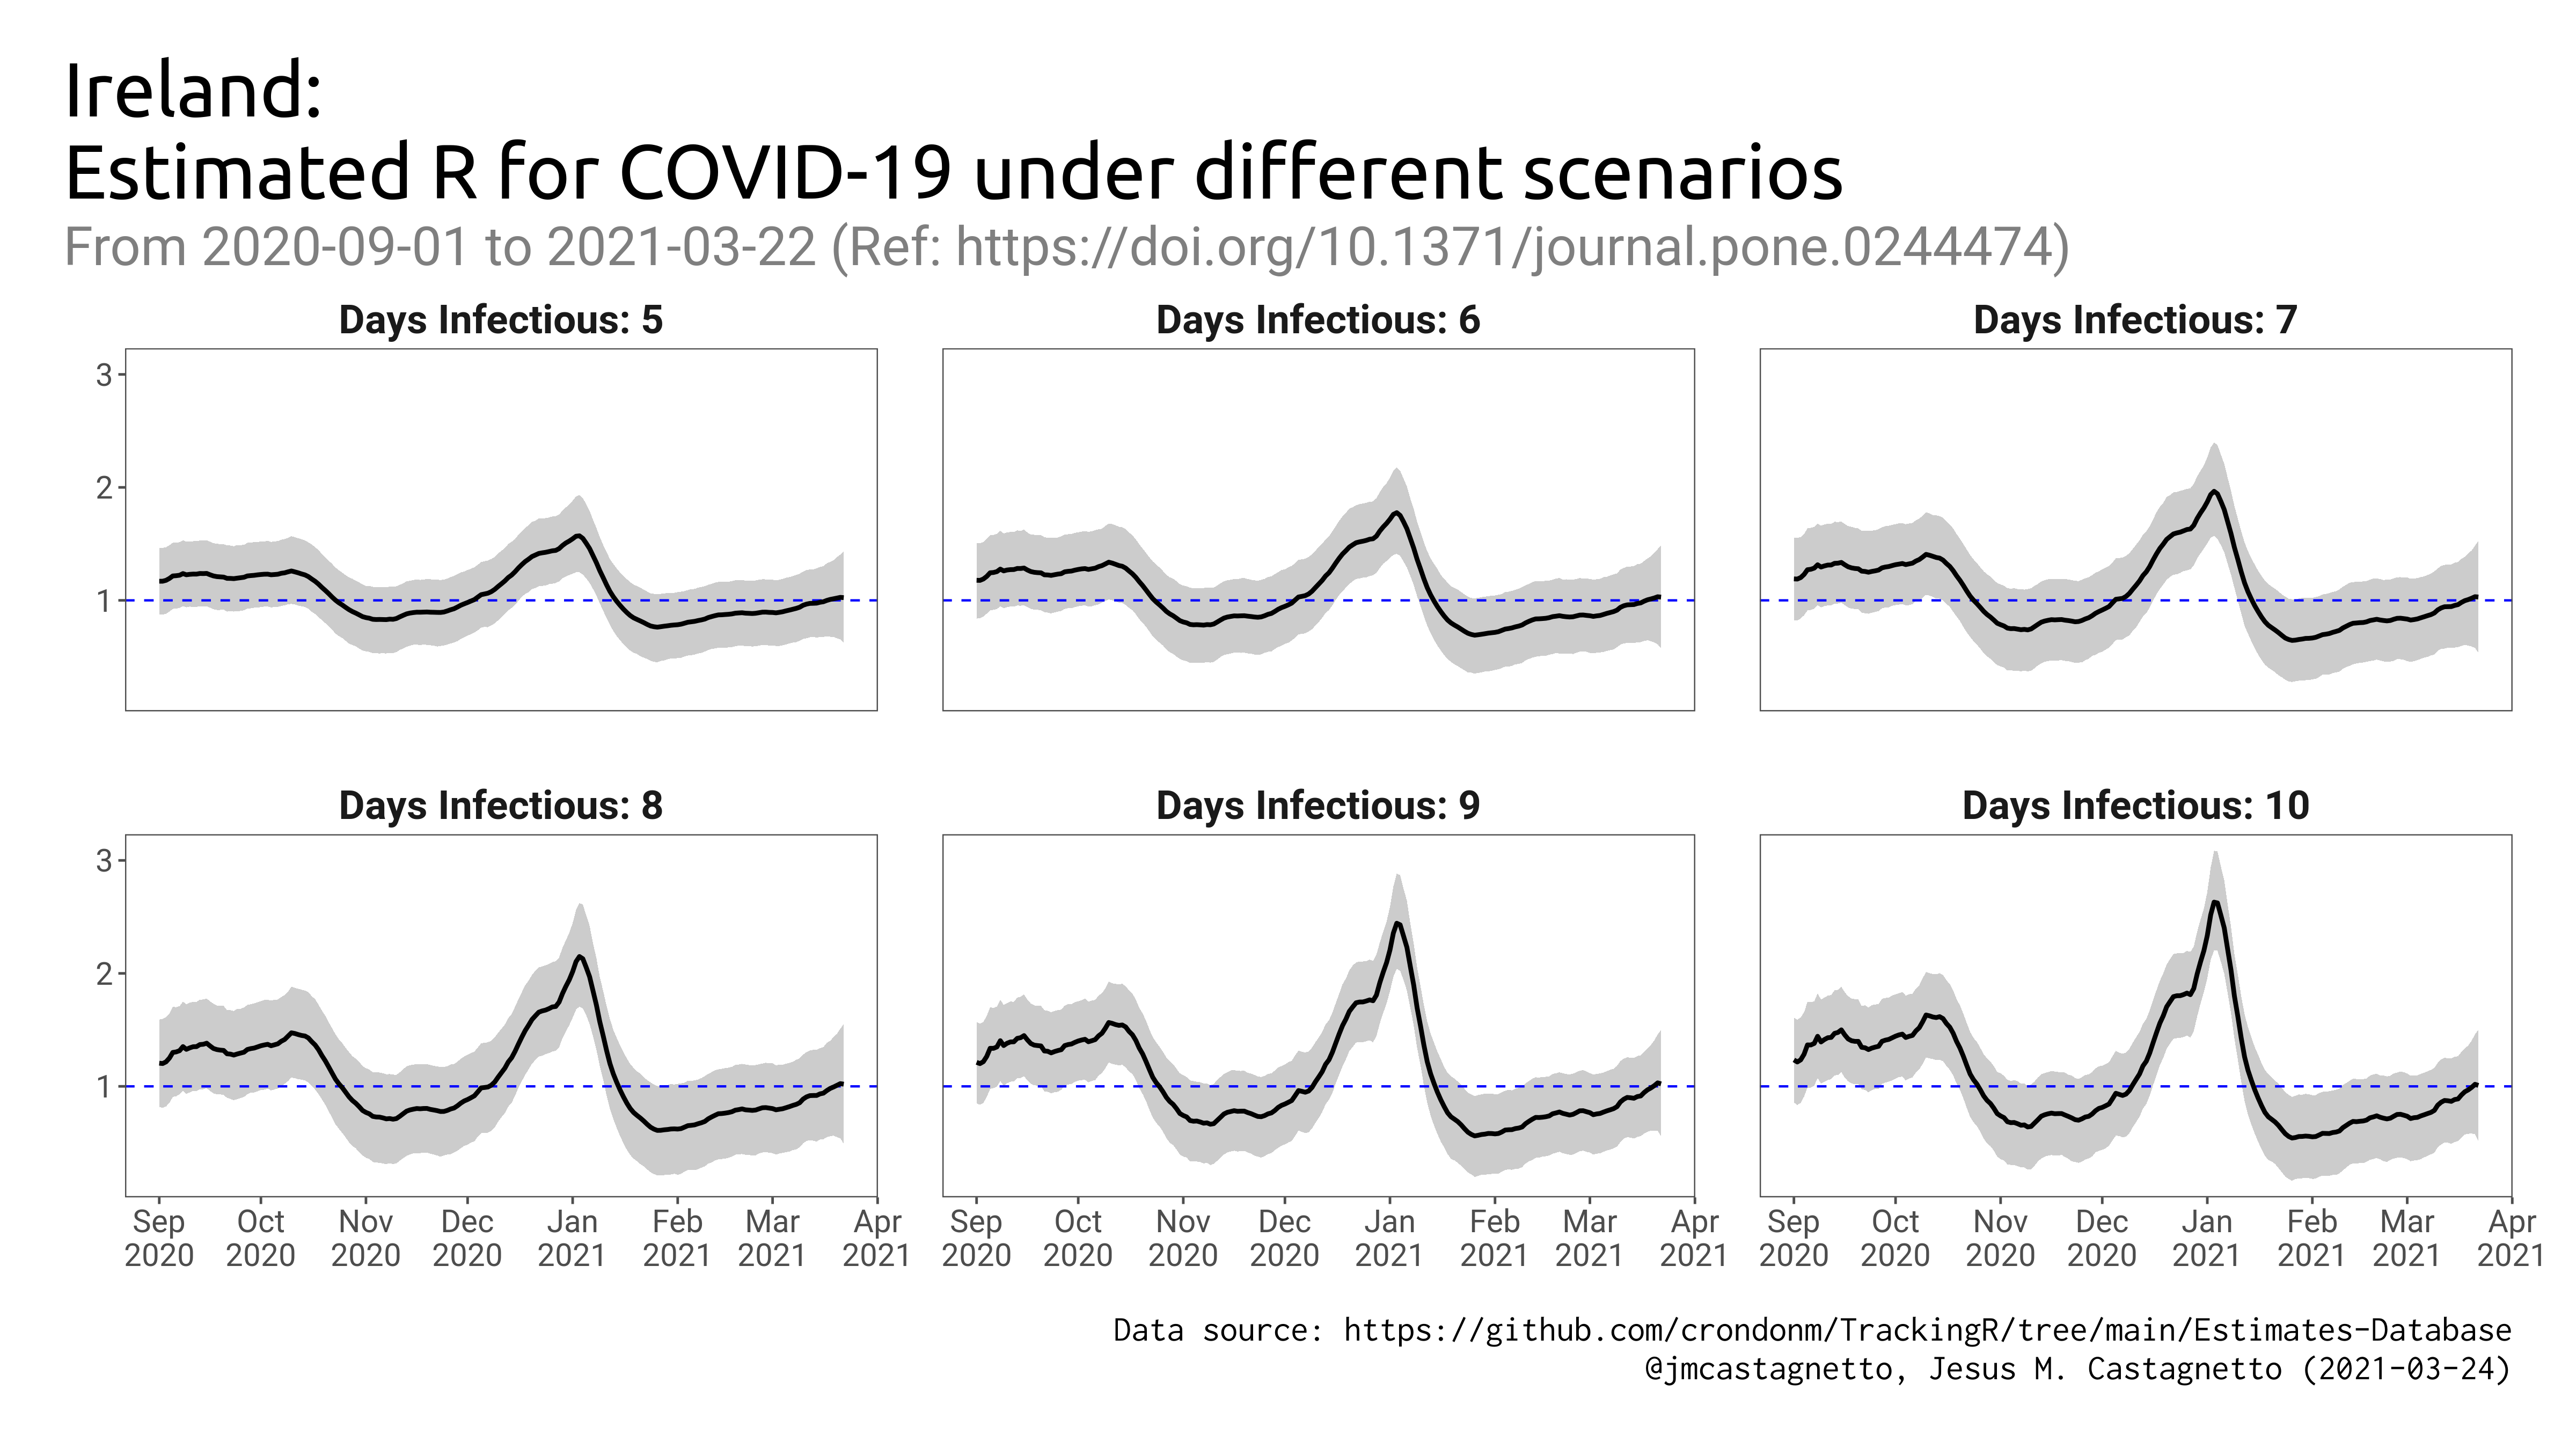 Ireland:
Estimated R for COVID-19 under different scenarios
From 2020-09-01 to 2021-03-22 (Ref: https://doi.org/10.1371/journal.pone.0244474)
Days Infectious: 5
Days Infectious: 6
Days Infectious: 7
3
2
1
Days Infectious: 8
Days Infectious: 9
Days Infectious: 10
3
2
1
Sep Oct Nov Dec Jan Feb Mar Apr
2020 2020 2020 2020 2021 2021 2021 2021
Sep Oct Nov Dec Jan Feb Mar Apr
2020 2020 2020 2020 2021 2021 2021 2021
Sep Oct Nov Dec Jan Feb Mar Apr
2020 2020 2020 2020 2021 2021 2021 2021
Data source: https://github.com/crondonm/TrackingR/tree/main/Estimates-Database
@jmcastagnetto, Jesus M. Castagnetto (2021-03-24)